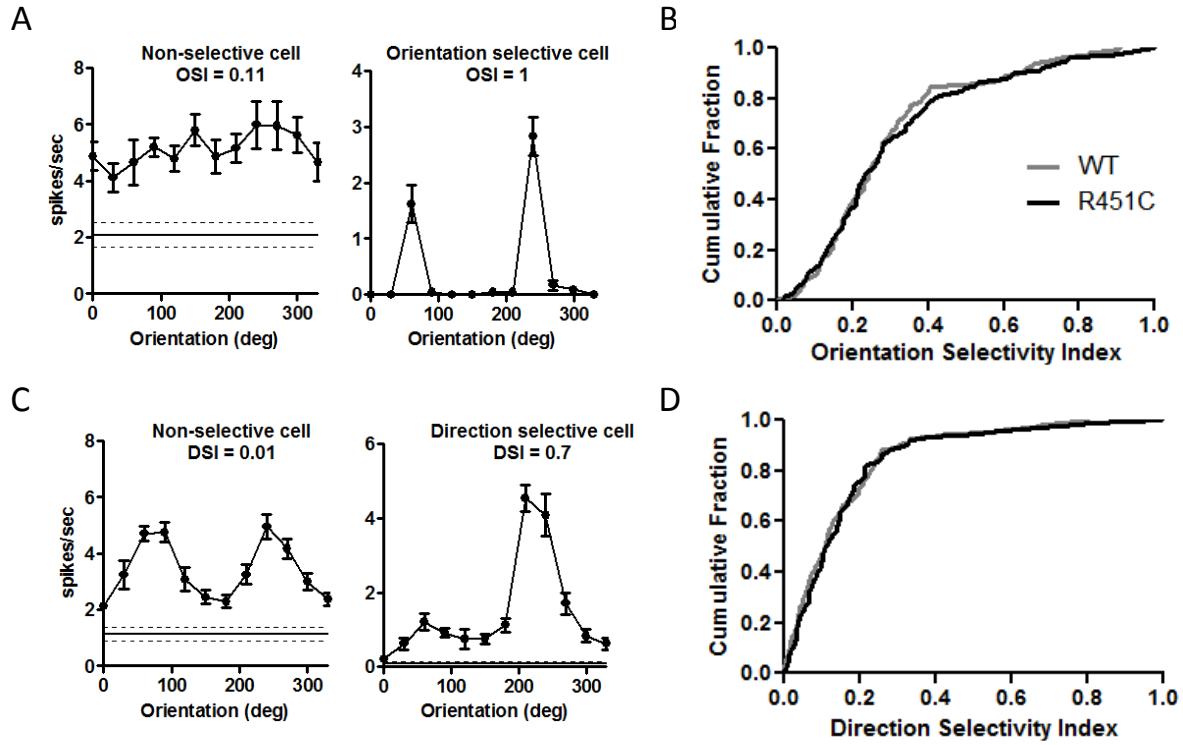 A
Non-selective cell
OSI = 0.11
spikes/sec
8
6
4
2
0
0 100 200 300
Orientation (deg)
Orientation selective cell
OSI = 1
4
3
2
1
0
0 100 200 300
Orientation (deg)
B
Cumulative Fraction
1.0
0.8
0.6
0.4
0.2
0.0
WT
R451C
0.0 0.2 0.4 0.6 0.8 1.0
Orientation Selectivity Index
C
Non-selective cell
DSI = 0.01
spikes/sec
8
6
4
2
0
0 100 200 300
Orientation (deg)
Direction selective cell
DSI = 0.7
6
4
2
0
0 100 200 300
Orientation (deg)
D
Cumulative Fraction
1.0
0.8
0.6
0.4
0.2
0.0
0.0 0.2 0.4 0.6 0.8 1.0
Direction Selectivity Index